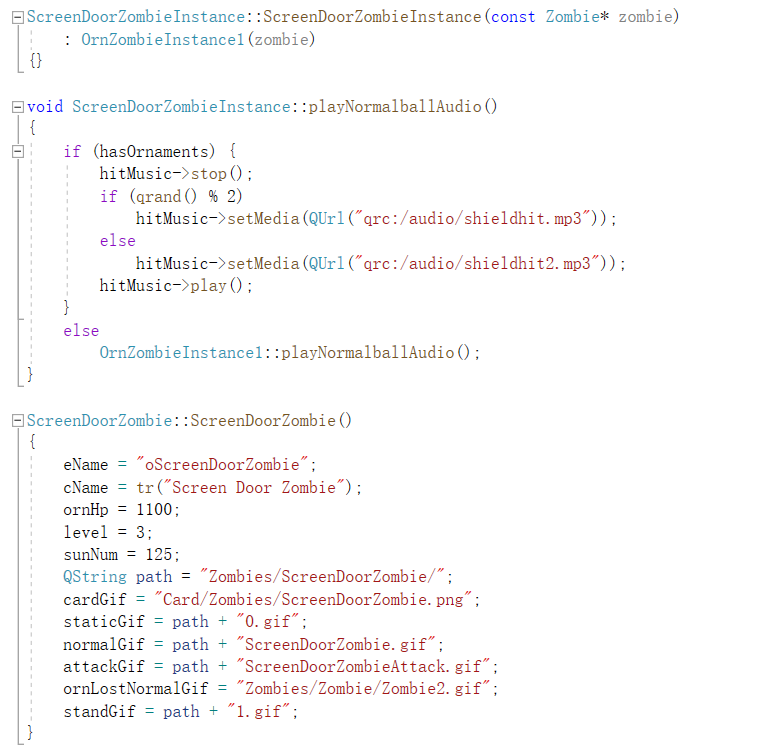 ScreenDoorZombieInstance::ScreenDoorZombieInstance(const Zombie* zombie)
    : OrnZombieInstance1(zombie)
{}

void ScreenDoorZombieInstance::playNormalballAudio()
{
    if (hasOrnaments) {
        hitMusic->stop();
        if (qrand() % 2)
            hitMusic->setMedia(QUrl("qrc:/audio/shieldhit.mp3"));
        else
            hitMusic->setMedia(QUrl("qrc:/audio/shieldhit2.mp3"));
        hitMusic->play();
    }
    else
        OrnZombieInstance1::playNormalballAudio();
}

ScreenDoorZombie::ScreenDoorZombie()
{
    eName = "oScreenDoorZombie";
    cName = tr("Screen Door Zombie");
    ornHp = 1100;
    level = 3;
    sunNum = 125;
    QString path = "Zombies/ScreenDoorZombie/";
    cardGif = "Card/Zombies/ScreenDoorZombie.png";
    staticGif = path + "0.gif";
    normalGif = path + "ScreenDoorZombie.gif";
    attackGif = path + "ScreenDoorZombieAttack.gif";
    ornLostNormalGif = "Zombies/Zombie/Zombie2.gif";
    standGif = path + "1.gif";
}